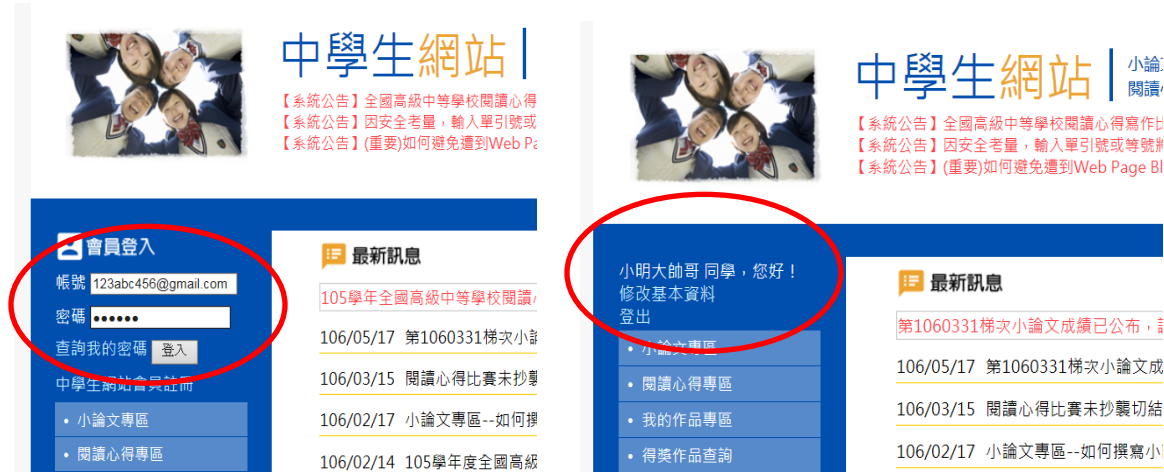 中學生網站
【系統公告】全國高級中等學校閱讀心得
【系統公告】因安全考量，輸入單引號或
【系統公告】(重要)如何避免遭到Web Pa
會員登入
帳號 123abc456@gmail.com
密碼 ●●●●●●
查詢我的密碼 登入
中學生網站會員註冊
• 小論文專區
• 閱讀心得專區
最新訊息
105學年全國高級中等學校閱讀
106/05/17 第1060331梯次小論
106/03/15 閱讀心得比賽未抄襲
106/02/17 小論文專區--如何撰
106/02/14 105學年度全國高級
中學生網站
小論文
閱讀心
【系統公告】全國高級中等學校閱讀心得寫作比
【系統公告】因安全考量，輸入單引號或等號將
【系統公告】(重要)如何避免遭到Web Page Bl
小明大帥哥 同學，您好！
修改基本資料
登出
• 小論文專區
• 閱讀心得專區
• 我的作品專區
• 得獎作品查詢
最新訊息
第1060331梯次小論文成績已公布，
106/05/17 第1060331梯次小論文成
106/03/15 閱讀心得比賽未抄襲切結
106/02/17 小論文專區--如何撰寫小